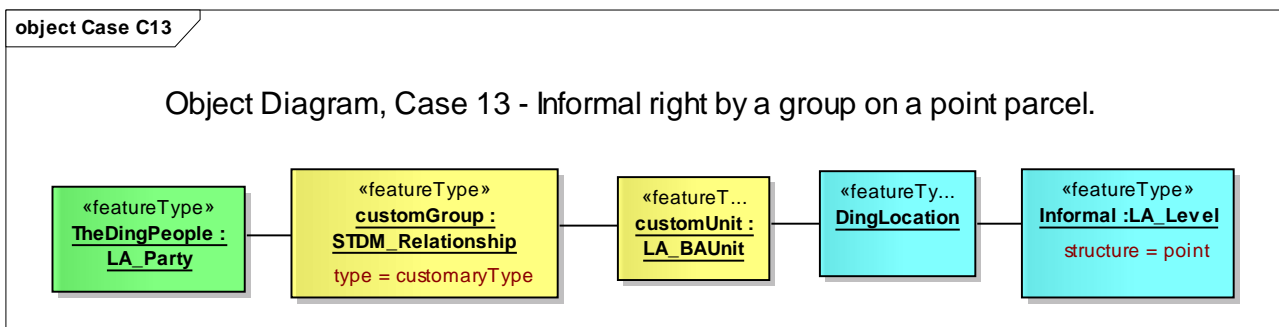 object Case C13
Object Diagram, Case 13 - Informal right by a group on a point parcel.
«featureType»
TheDingPeople :
LA_Party
«featureType»
customGroup :
STDM_Relationship
type = customaryType
«featureT...
customUnit :
LA_BAUnit
«featureTy...
DingLocation
«featureType»
Informal :LA_Level
structure = point